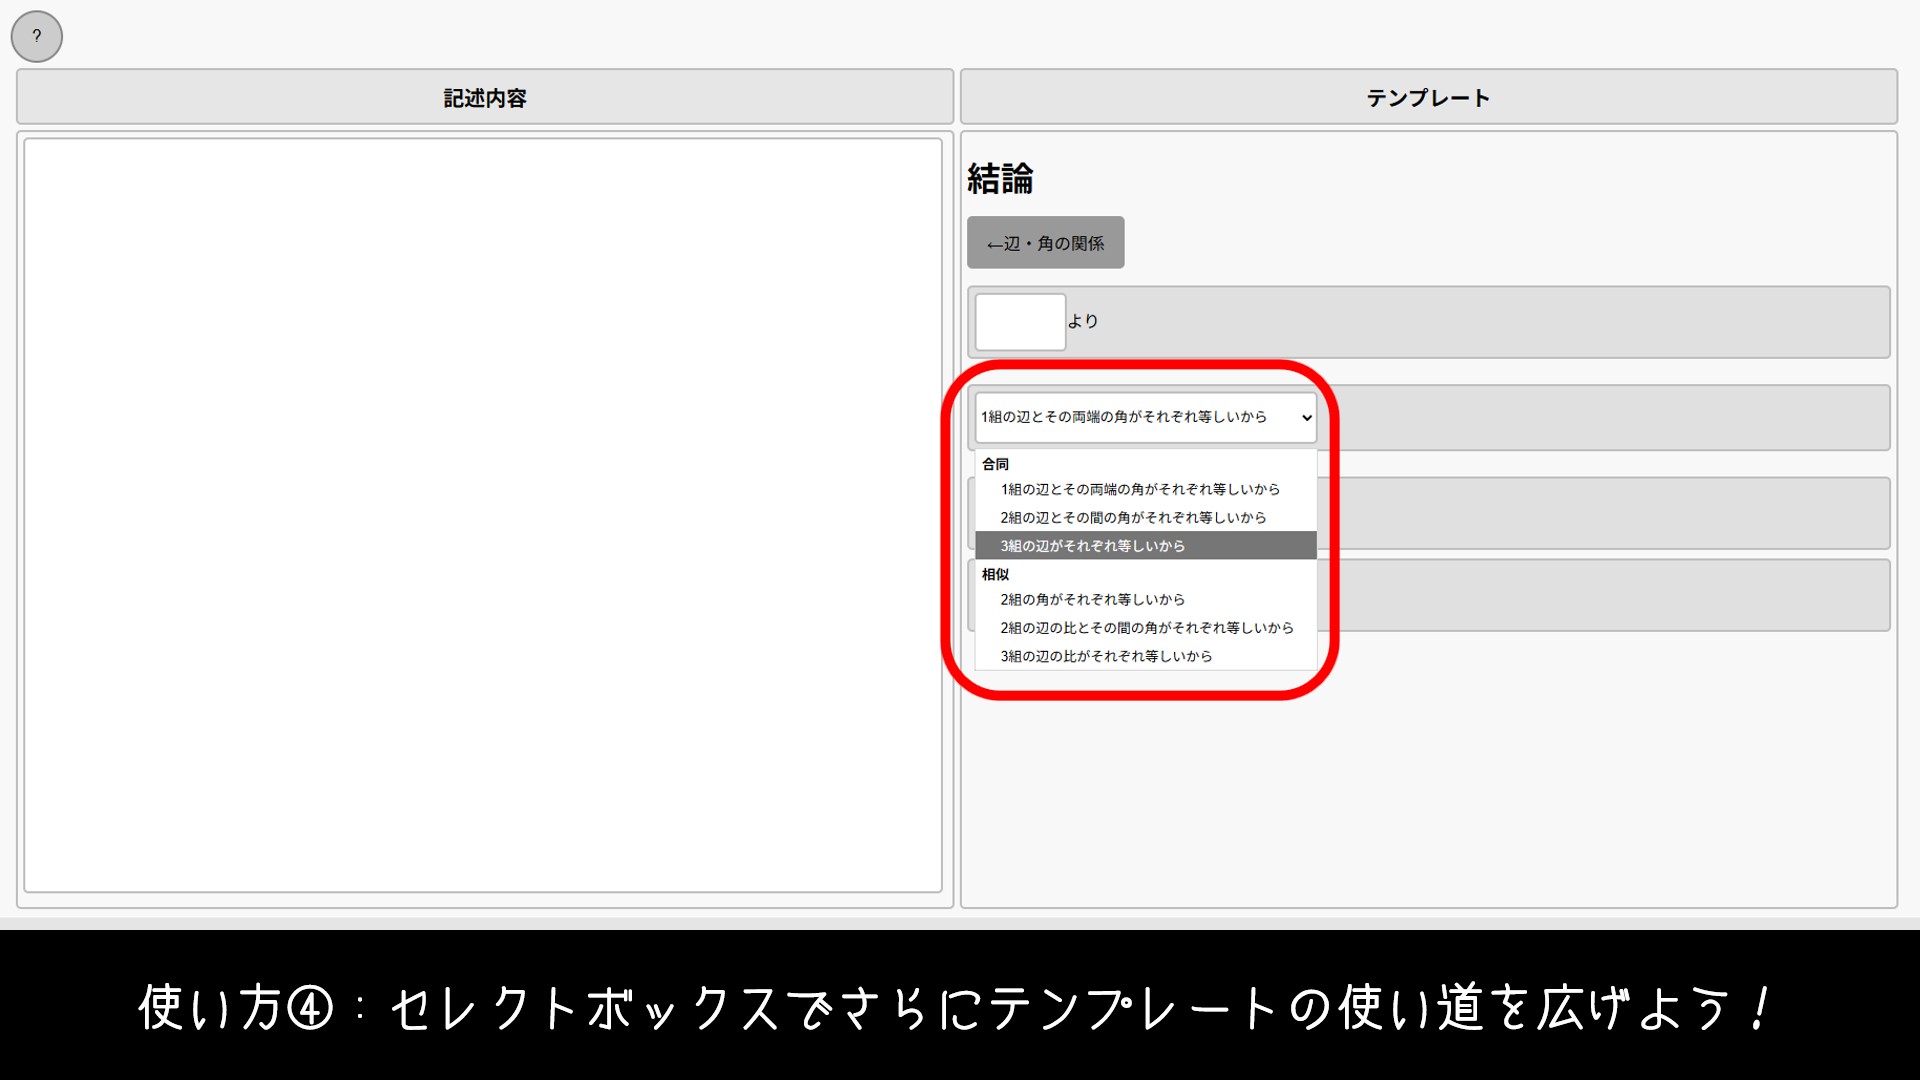 ?
記述内容
テンプレート
結論
←辺・角の関係
より
1組の辺とその両端の角がそれぞれ等しいから
合同
1組の辺とその両端の角がそれぞれ等しいから
2組の辺とその間の角がそれぞれ等しいから
3組の辺がそれぞれ等しいから
相似
2組の角がそれぞれ等しいから
2組の辺の比とその間の角がそれぞれ等しいから
3組の辺の比がそれぞれ等しいから
使い方④：セレクトボックスでさらにテンプレートの使い道を広げよう！